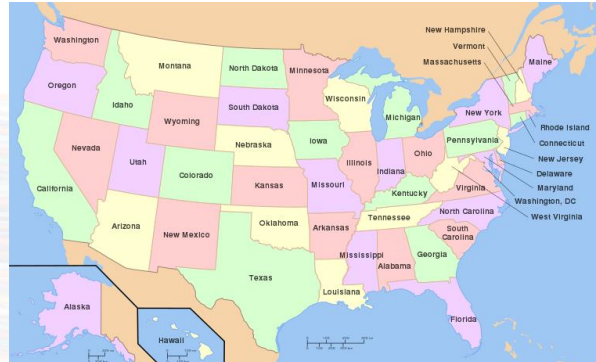 New Hampshire
Vermont
Massachusetts
Washington
Montana
North Dakota
Minnesota
Maine
Oregon
Idaho
Wyoming
South Dakota
Wisconsin
Michigan
New York
Rhode Island
Connecticut
New Jersey
Delaware
Maryland
Washington, DC
West Virginia
Nevada
Utah
Colorado
Nebraska
Iowa
Illinois
Indiana
Ohio
Pennsylvania
California
Kansas
Missouri
Kentucky
Virginia
Arizona
New Mexico
Oklahoma
Arkansas
Tennessee
North Carolina
South
Carolina
Texas
Louisiana
Mississippi
Alabama
Georgia
Florida
Alaska
Hawaii